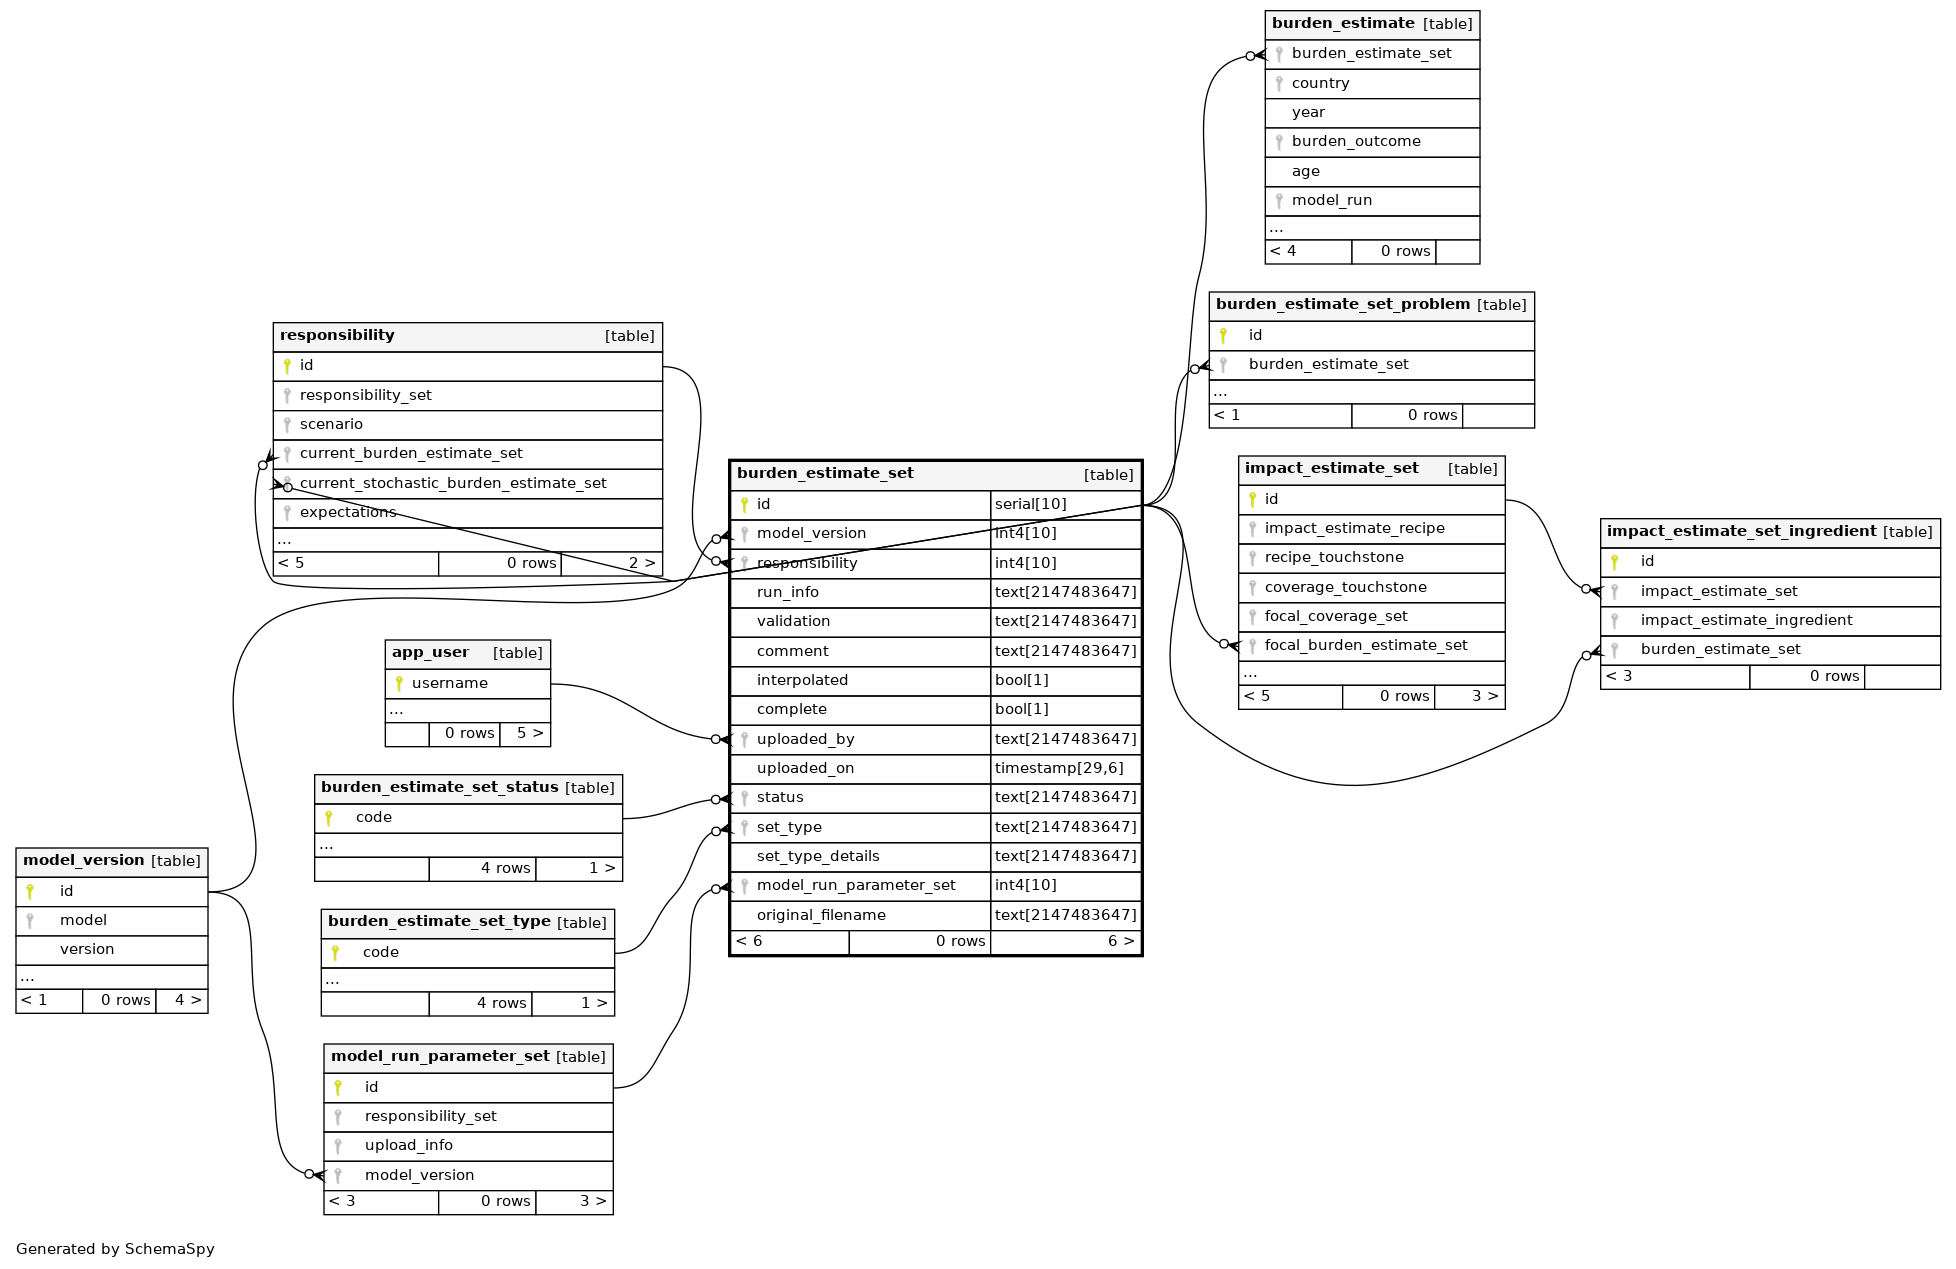 burden_estimate [table]
burden_estimate_set
country
year
burden_outcome
age
model_run
...
< 4 0 rows
burden_estimate_set_problem [table]
id
burden_estimate_set
...
< 1 0 rows
responsibility [table]
id
responsibility_set
scenario
current_burden_estimate_set
current_stochastic_burden_estimate_set
expectations
...
< 5 0 rows 2 >
burden_estimate_set [table]
id serial[10]
model_version int4[10]
responsibility int4[10]
run_info text[2147483647]
validation text[2147483647]
comment text[2147483647]
interpolated bool[1]
complete bool[1]
uploaded_by text[2147483647]
uploaded_on timestamp[29,6]
status text[2147483647]
set_type text[2147483647]
set_type_details text[2147483647]
model_run_parameter_set int4[10]
original_filename text[2147483647]
< 6 0 rows 6 >
impact_estimate_set [table]
id
impact_estimate_recipe
recipe_touchstone
coverage_touchstone
focal_coverage_set
focal_burden_estimate_set
...
< 5 0 rows 3 >
impact_estimate_set_ingredient [table]
id
impact_estimate_set
impact_estimate_ingredient
burden_estimate_set
< 3 0 rows
app_user [table]
username
...
0 rows 5 >
burden_estimate_set_status [table]
code
...
4 rows 1 >
model_version [table]
id
model
version
...
< 1 0 rows 4 >
burden_estimate_set_type [table]
code
...
4 rows 1 >
model_run_parameter_set [table]
id
responsibility_set
upload_info
model_version
< 3 0 rows 3 >
Generated by SchemaSpy